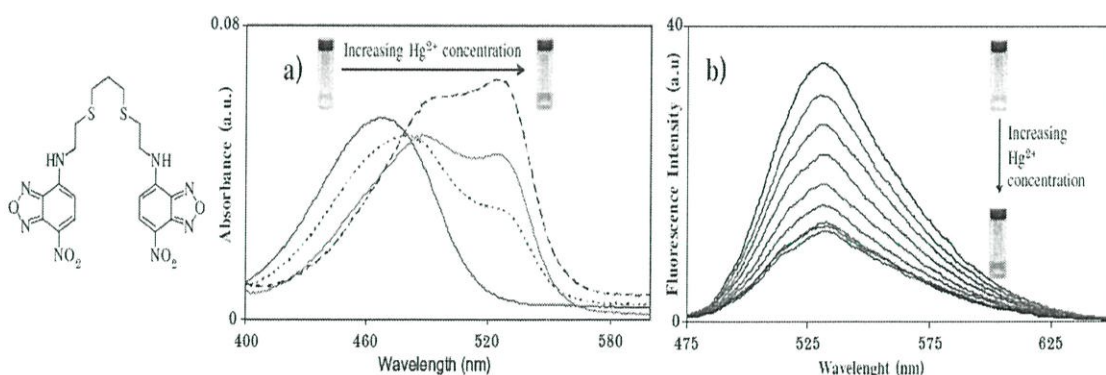 S S
HN NH
N N
O O
N N
NO2 NO2
a)
Increasing Hg2+ concentration
0.08
Absorbance (a.u.)
0
400 460 520 580
Wavelength (nm)
b)
40
Fluorescence Intensity (a.u)
0
Increasing
Hg2+
concentration
475 525 575 625
Wavelenght (nm)